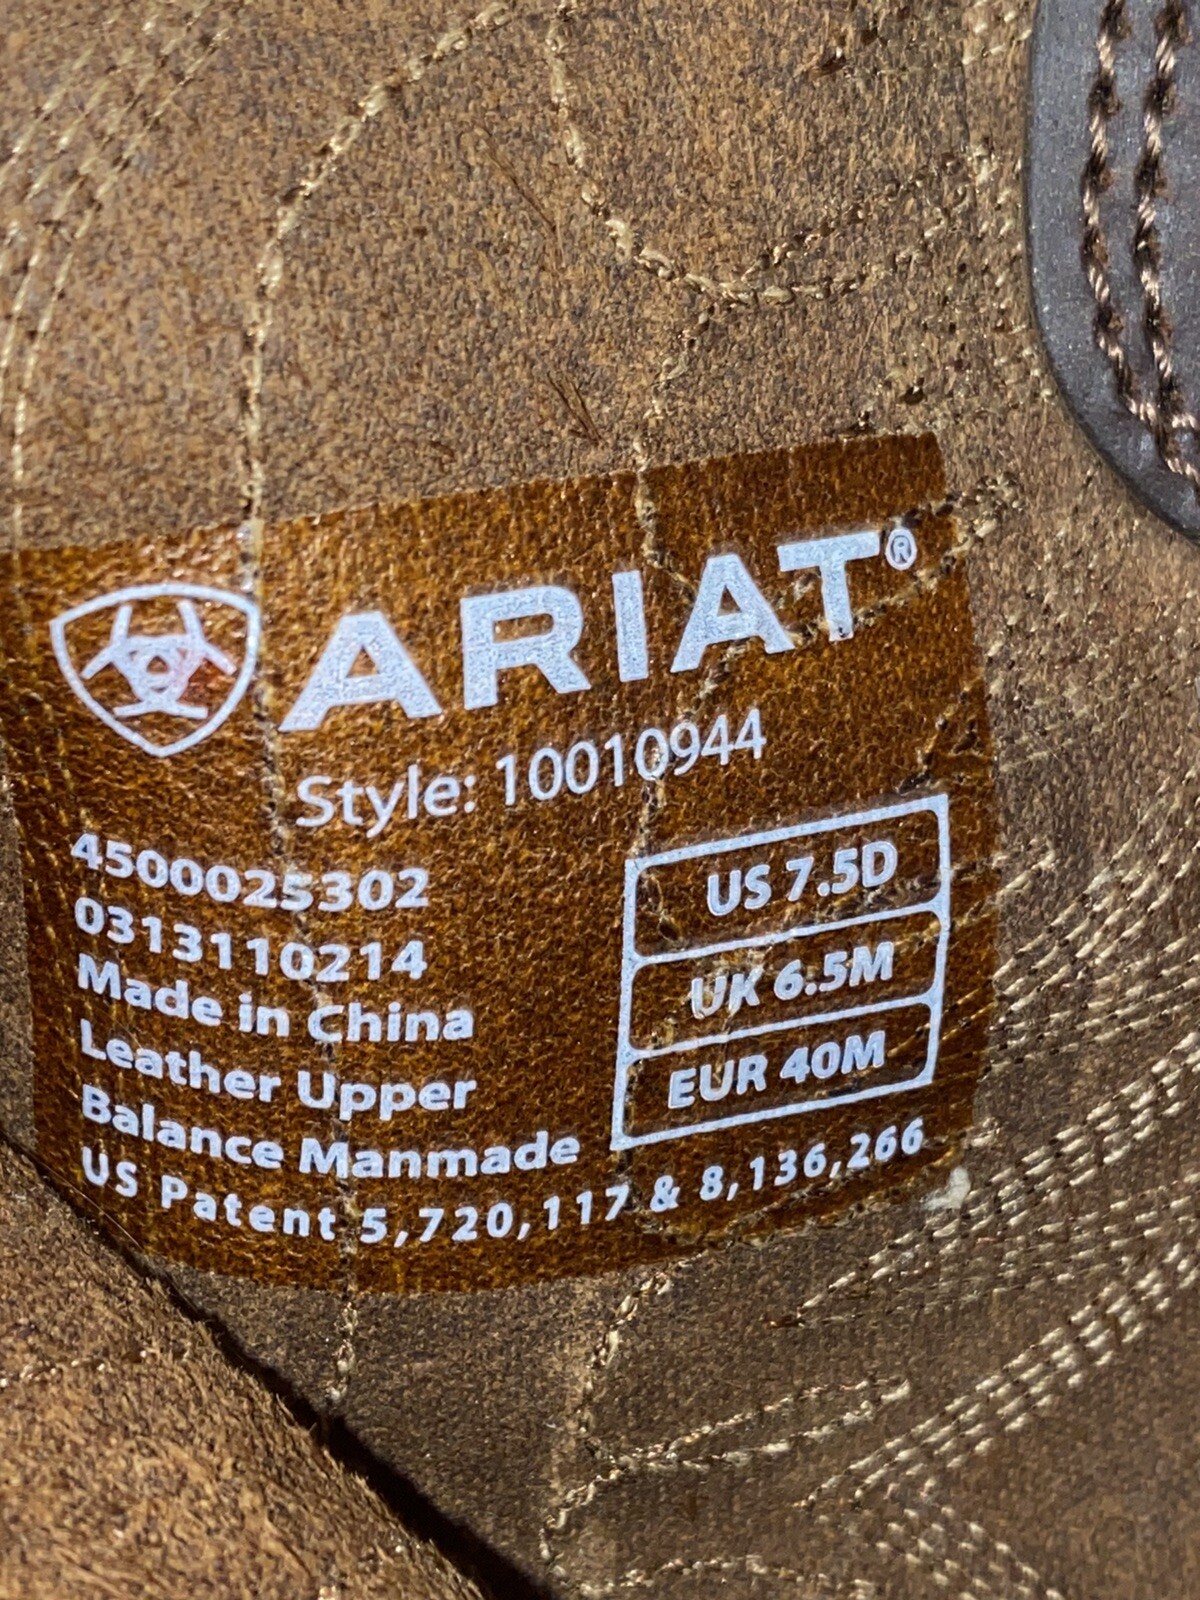 ARIAT®
Style: 10010944
4500025302
0313110214
Made in China
Leather Upper
Balance Manmade
US Patent 5,720,117 & 8,136,266
US 7.5D
UK 6.5M
EUR 40M